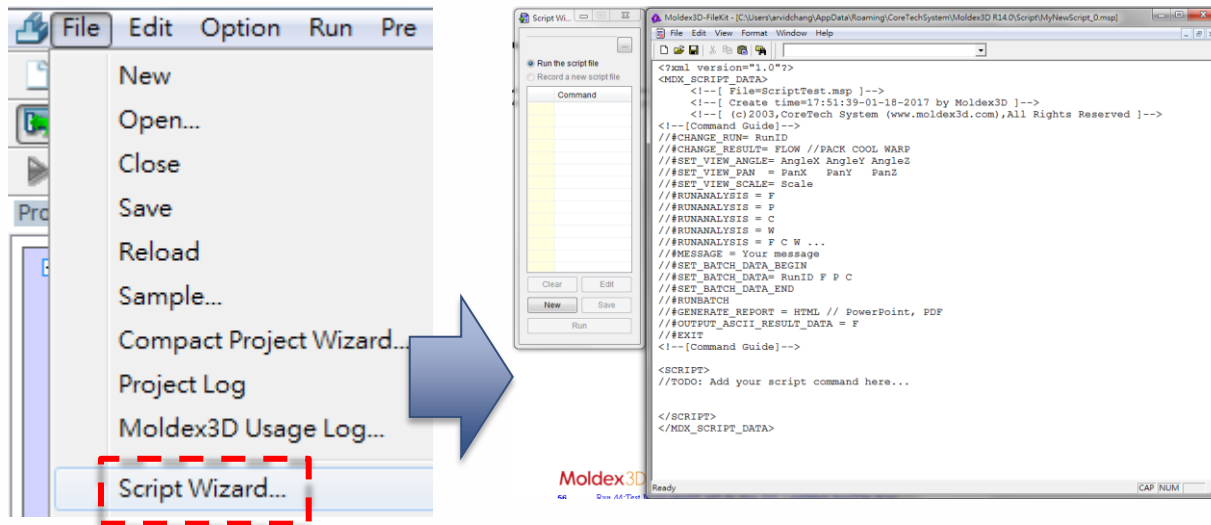 File Edit Option Run Pre
New
Open...
Close
Save
Reload
Sample...
Compact Project Wizard...
Project Log
Moldex3D Usage Log...
Script Wizard...
Script Wi...
...
Run the script file
Record a new script file
Command
Clear Edit
New Save
Run
Moldex3D
56
Moldex3D-FileKit - [C:\Users\arvidchang\AppData\Roaming\CoreTechSystem\Moldex3D R14.0\Script\MyNewScript_0.msp]
File Edit View Format Window Help
<?xml version="1.0"?>
<MDX_SCRIPT_DATA>
<!--[ File=ScriptTest.msp ]-->
<!--[ Create time=17:51:39-01-18-2017 by Moldex3D ]-->
<!--[ (c)2003,CoreTech System (www.moldex3d.com),All Rights Reserved ]-->
<!--[Command Guide]-->
//#CHANGE_RUN= RunID
//#CHANGE_RESULT= FLOW //PACK COOL WARP
//#SET_VIEW_ANGLE= AngleX AngleY AngleZ
//#SET_VIEW_PAN = PanX PanY PanZ
//#SET_VIEW_SCALE= Scale
//#RUNANALYSIS = F
//#RUNANALYSIS = P
//#RUNANALYSIS = C
//#RUNANALYSIS = W
//#RUNANALYSIS = F C W ...
//#MESSAGE = Your message
//#SET_BATCH_DATA_BEGIN
//#SET_BATCH_DATA= RunID F P C
//#SET_BATCH_DATA_END
//#RUNBATCH
//#GENERATE_REPORT = HTML // PowerPoint, PDF
//#OUTPUT_ASCII_RESULT_DATA = F
//#EXIT
<!--[Command Guide]-->
<SCRIPT>
//TODO: Add your script command here...
</SCRIPT>
</MDX_SCRIPT_DATA>
Ready CAP NUM